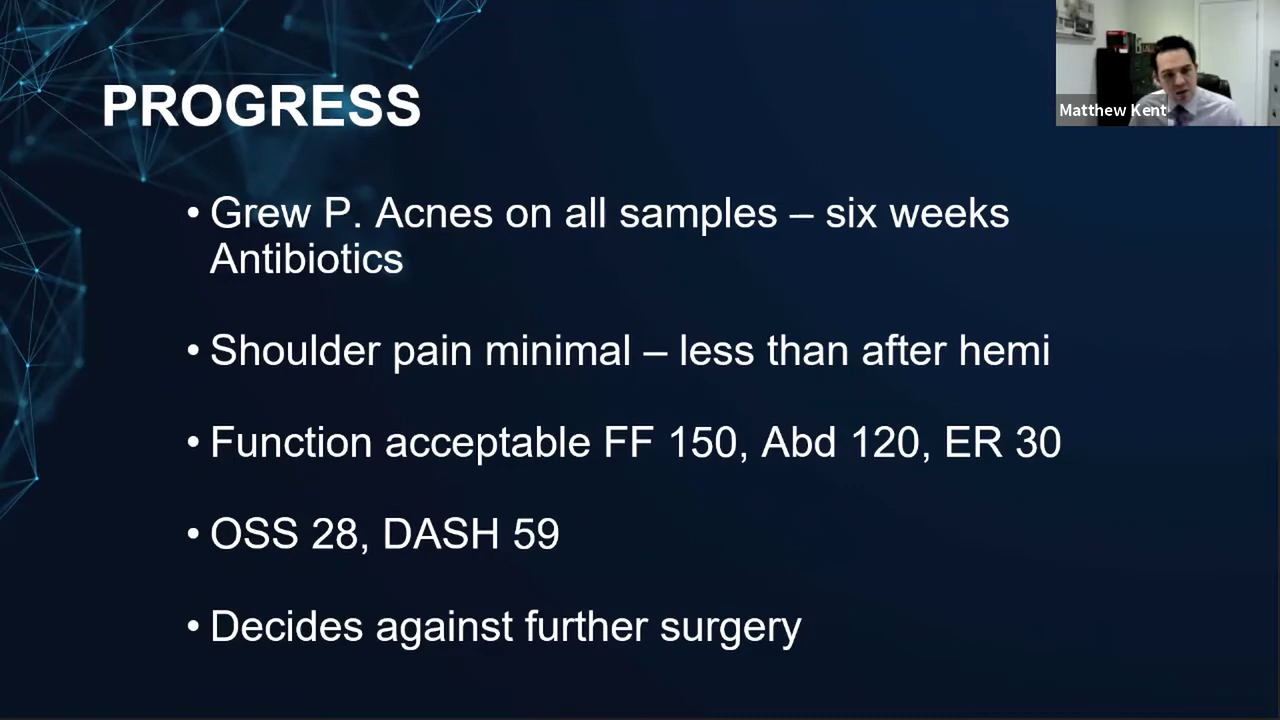 PROGRESS
Matthew Kent
• Grew P. Acnes on all samples – six weeks
Antibiotics
• Shoulder pain minimal – less than after hemi
• Function acceptable FF 150, Abd 120, ER 30
• OSS 28, DASH 59
• Decides against further surgery